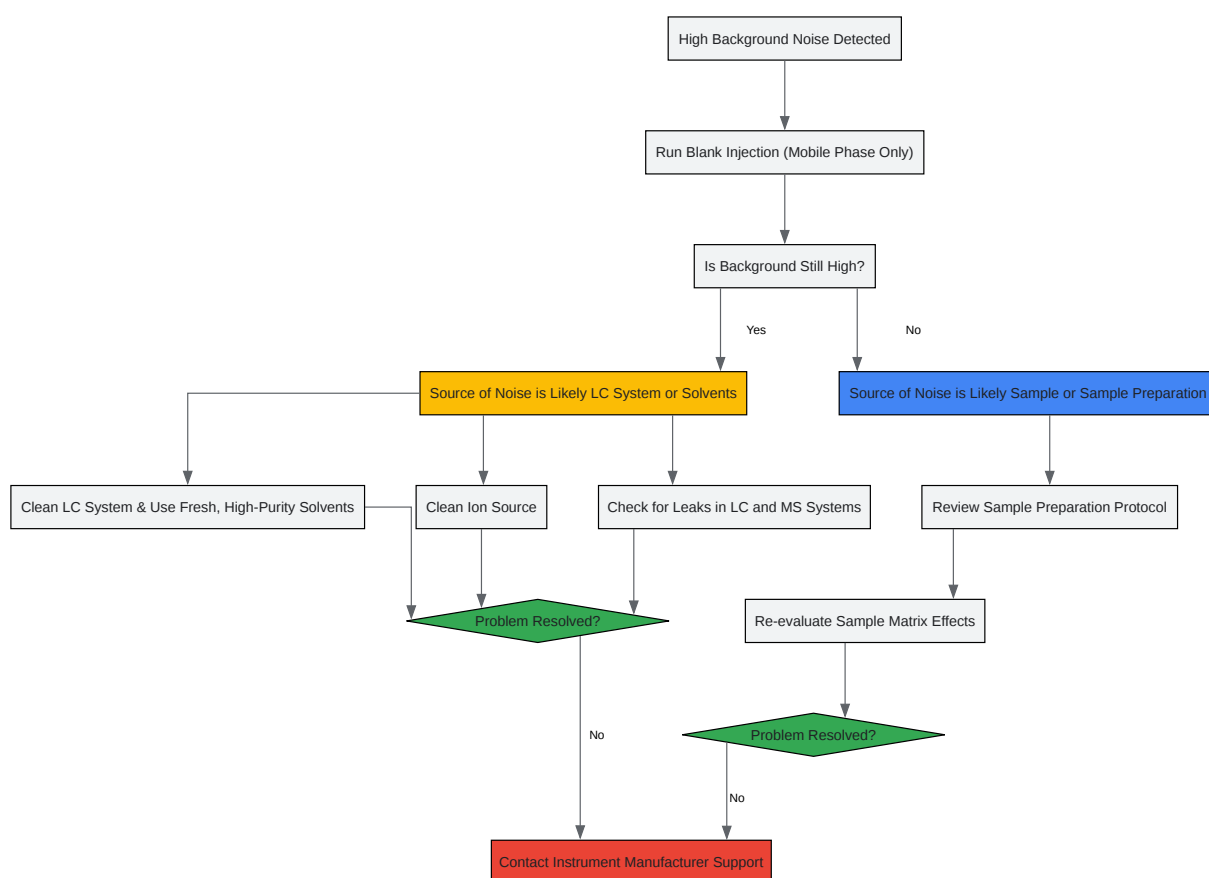 High Background Noise Detected
Run Blank Injection (Mobile Phase Only)
Is Background Still High?
Yes
No
Source of Noise is Likely LC System or Solvents
Source of Noise is Likely Sample or Sample Preparation
Clean LC System & Use Fresh, High-Purity Solvents
Clean Ion Source
Check for Leaks in LC and MS Systems
Review Sample Preparation Protocol
Problem Resolved?
Re-evaluate Sample Matrix Effects
No
Problem Resolved?
No
Contact Instrument Manufacturer Support